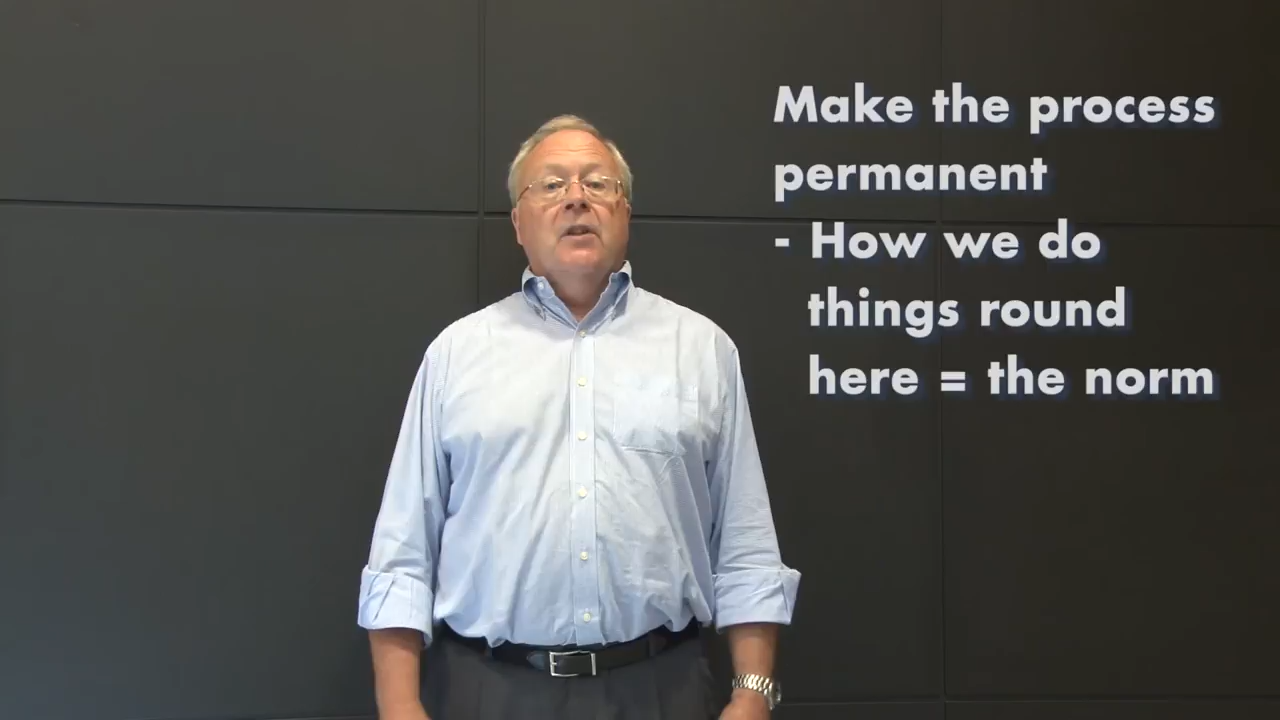 Make the process
permanent
- How we do
things round
here = the norm